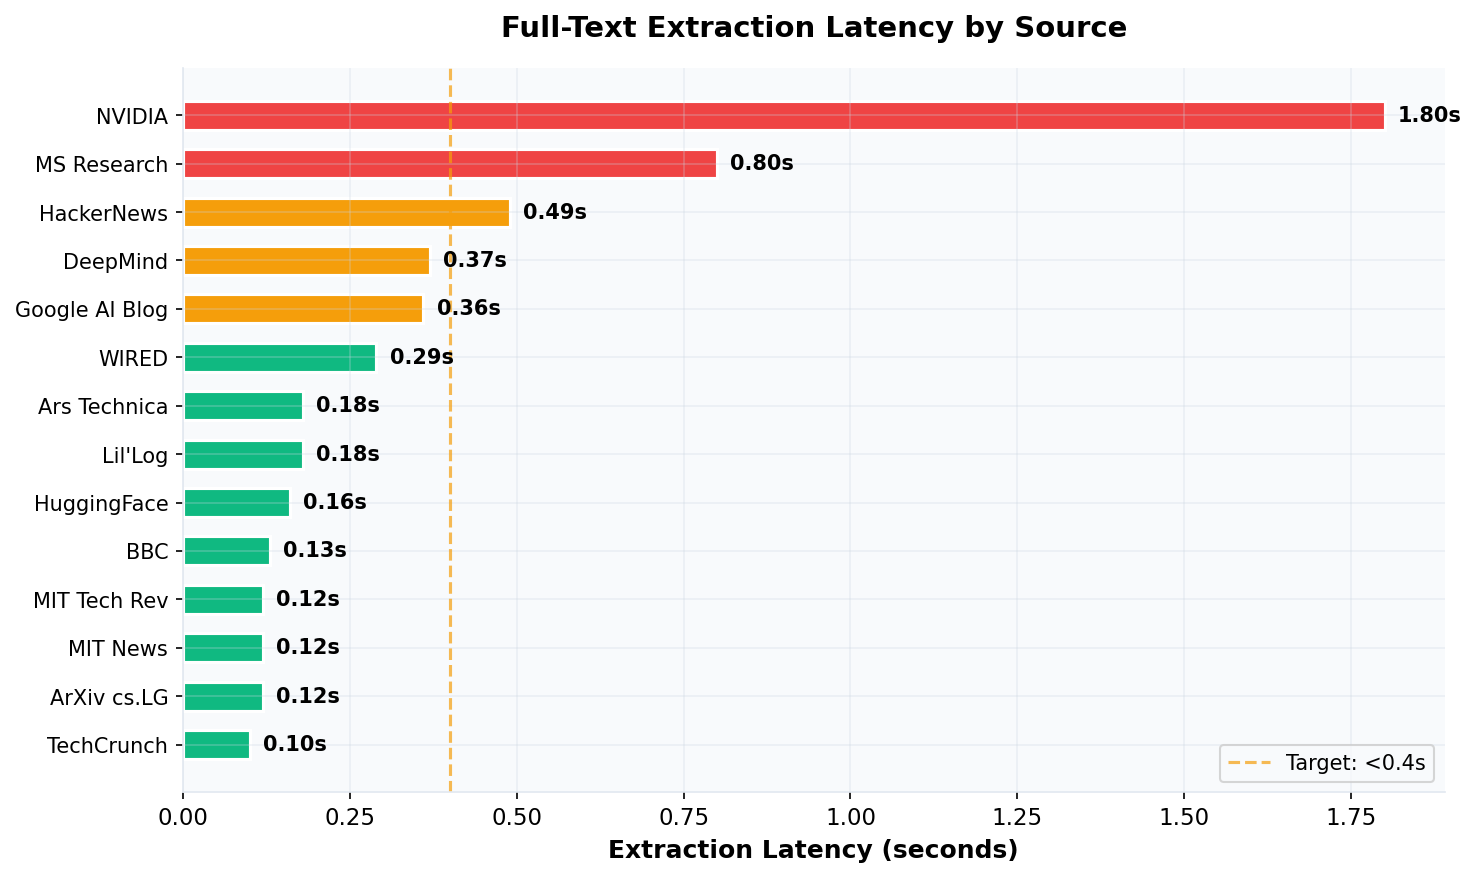 Full-Text Extraction Latency by Source
NVIDIA 1.80s
MS Research 0.80s
HackerNews 0.49s
DeepMind 0.37s
Google AI Blog 0.36s
WIRED 0.29s
Ars Technica 0.18s
Lil'Log 0.18s
HuggingFace 0.16s
BBC 0.13s
MIT Tech Rev 0.12s
MIT News 0.12s
ArXiv cs.LG 0.12s
TechCrunch 0.10s
Target: <0.4s
0.00 0.25 0.50 0.75 1.00 1.25 1.50 1.75
Extraction Latency (seconds)